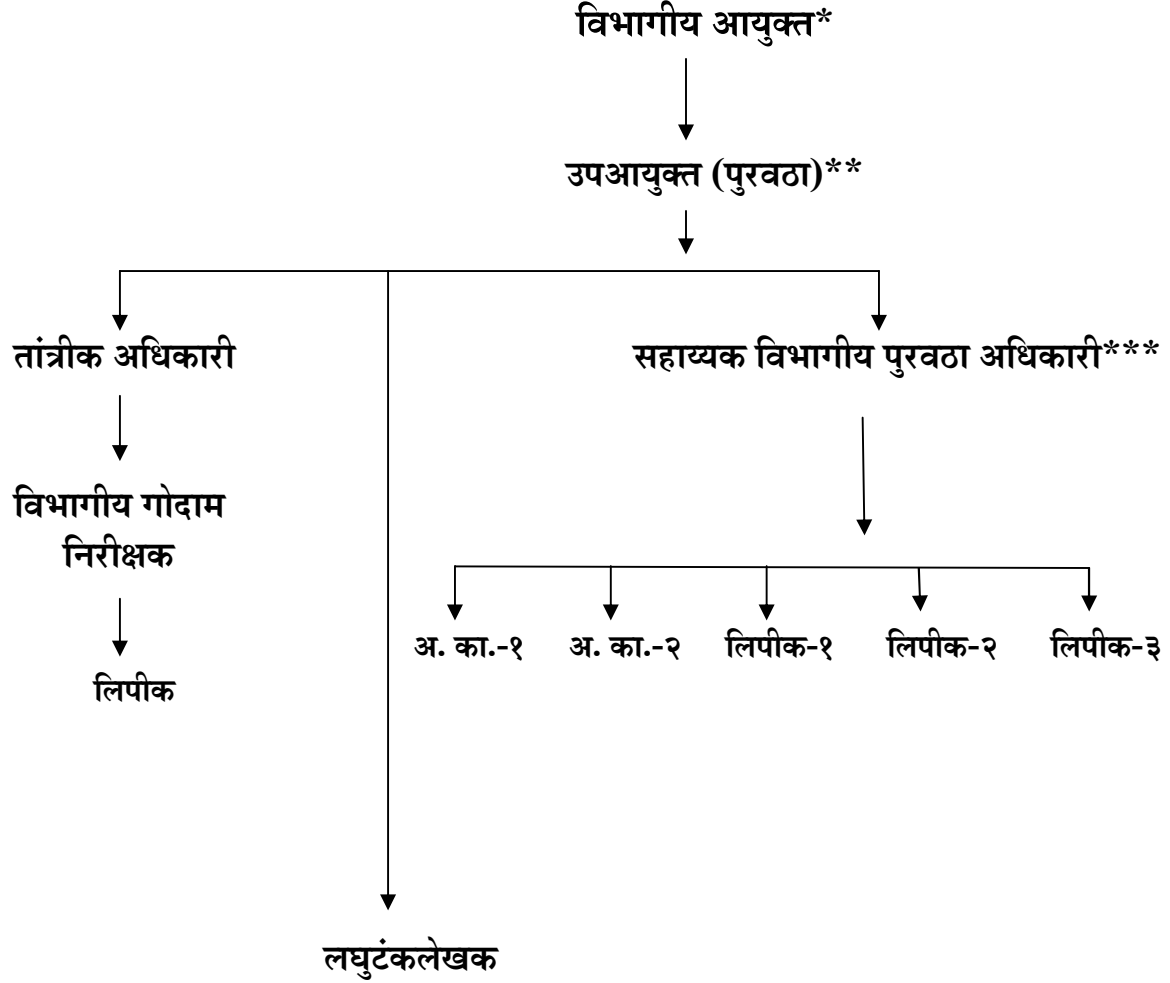 विभागीय आयुक्त*
उपआयुक्त (पुरवठा)**
तांत्रीक अधिकारी
सहाय्यक विभागीय पुरवठा अधिकारी***
विभागीय गोदाम
निरीक्षक
अ. का.-१
अ. का.-२
लिपीक-१
लिपीक-२
लिपीक-३
लिपीक
लघुटंकलेखक